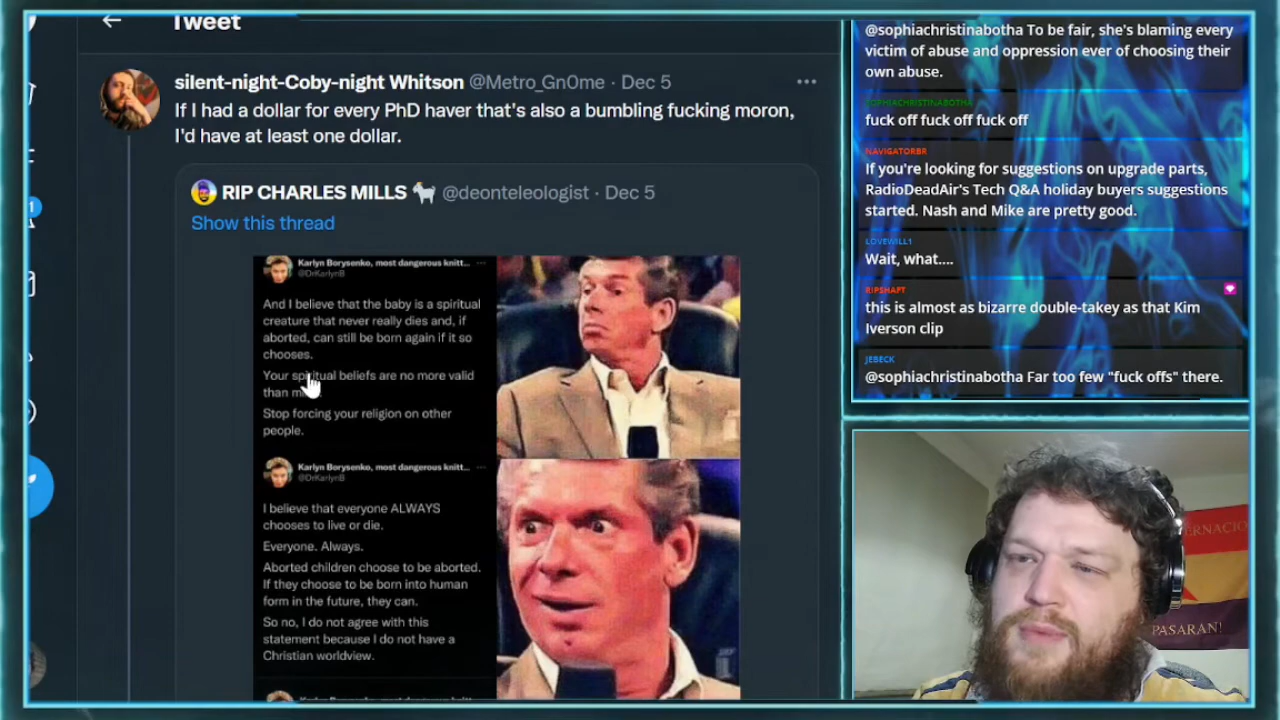 Tweet
silent-night-Coby-night Whitson @Metro_Gn0me · Dec 5
If I had a dollar for every PhD haver that's also a bumbling fucking moron,
I'd have at least one dollar.
RIP CHARLES MILLS @deonteleologist · Dec 5
Show this thread
Karlyn Borysenko, most dangerous knitt...
@DrKarlynB
And I believe that the baby is a spiritual
creature that never really dies and, if
aborted, can still be born again if it so
chooses.
Your spiritual beliefs are no more valid
than
Stop forcing your religion on other
people.
Karlyn Borysenko, most dangerous knitt...
@DrKarlynB
I believe that everyone ALWAYS
chooses to live or die.
Everyone. Always.
Aborted children choose to be aborted.
If they choose to be born into human
form in the future, they can.
So no, I do not agree with this
statement because I do not have a
Christian worldview.
1
@sophiachristinabotha To be fair, she's blaming every
victim of abuse and oppression ever of choosing their
own abuse.
SOPHIACHRISTINABOTHA
fuck off fuck off fuck off
NAVIGATORBR
If you're looking for suggestions on upgrade parts,
RadioDeadAir's Tech Q&A holiday buyers suggestions
started. Nash and Mike are pretty good.
LOVEWILL1
Wait, what....
RIPSHAFT
this is almost as bizarre double-takey as that Kim
Iverson clip
JEBECK
@sophiachristinabotha Far too few "fuck offs" there.
ERNACIO
PASARAN!